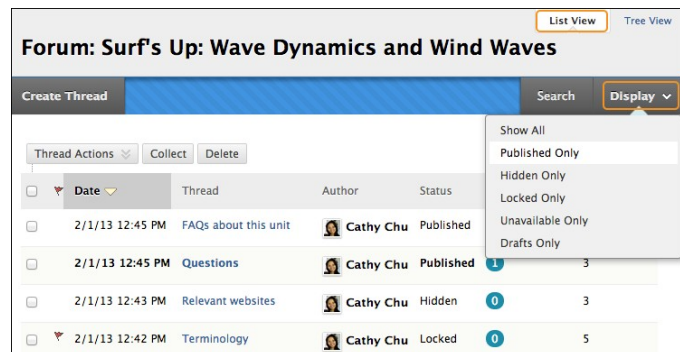 List View Tree View
Forum: Surf's Up: Wave Dynamics and Wind Waves
Create Thread Search Display
Show All
Published Only
Hidden Only
Locked Only
Unavailable Only
Drafts Only
Thread Actions Collect Delete
Date Thread Author Status
2/1/13 12:45 PM FAQs about this unit Cathy Chu Published
2/1/13 12:45 PM Questions Cathy Chu Published 1 3
2/1/13 12:43 PM Relevant websites Cathy Chu Hidden 0 3
2/1/13 12:42 PM Terminology Cathy Chu Locked 0 5